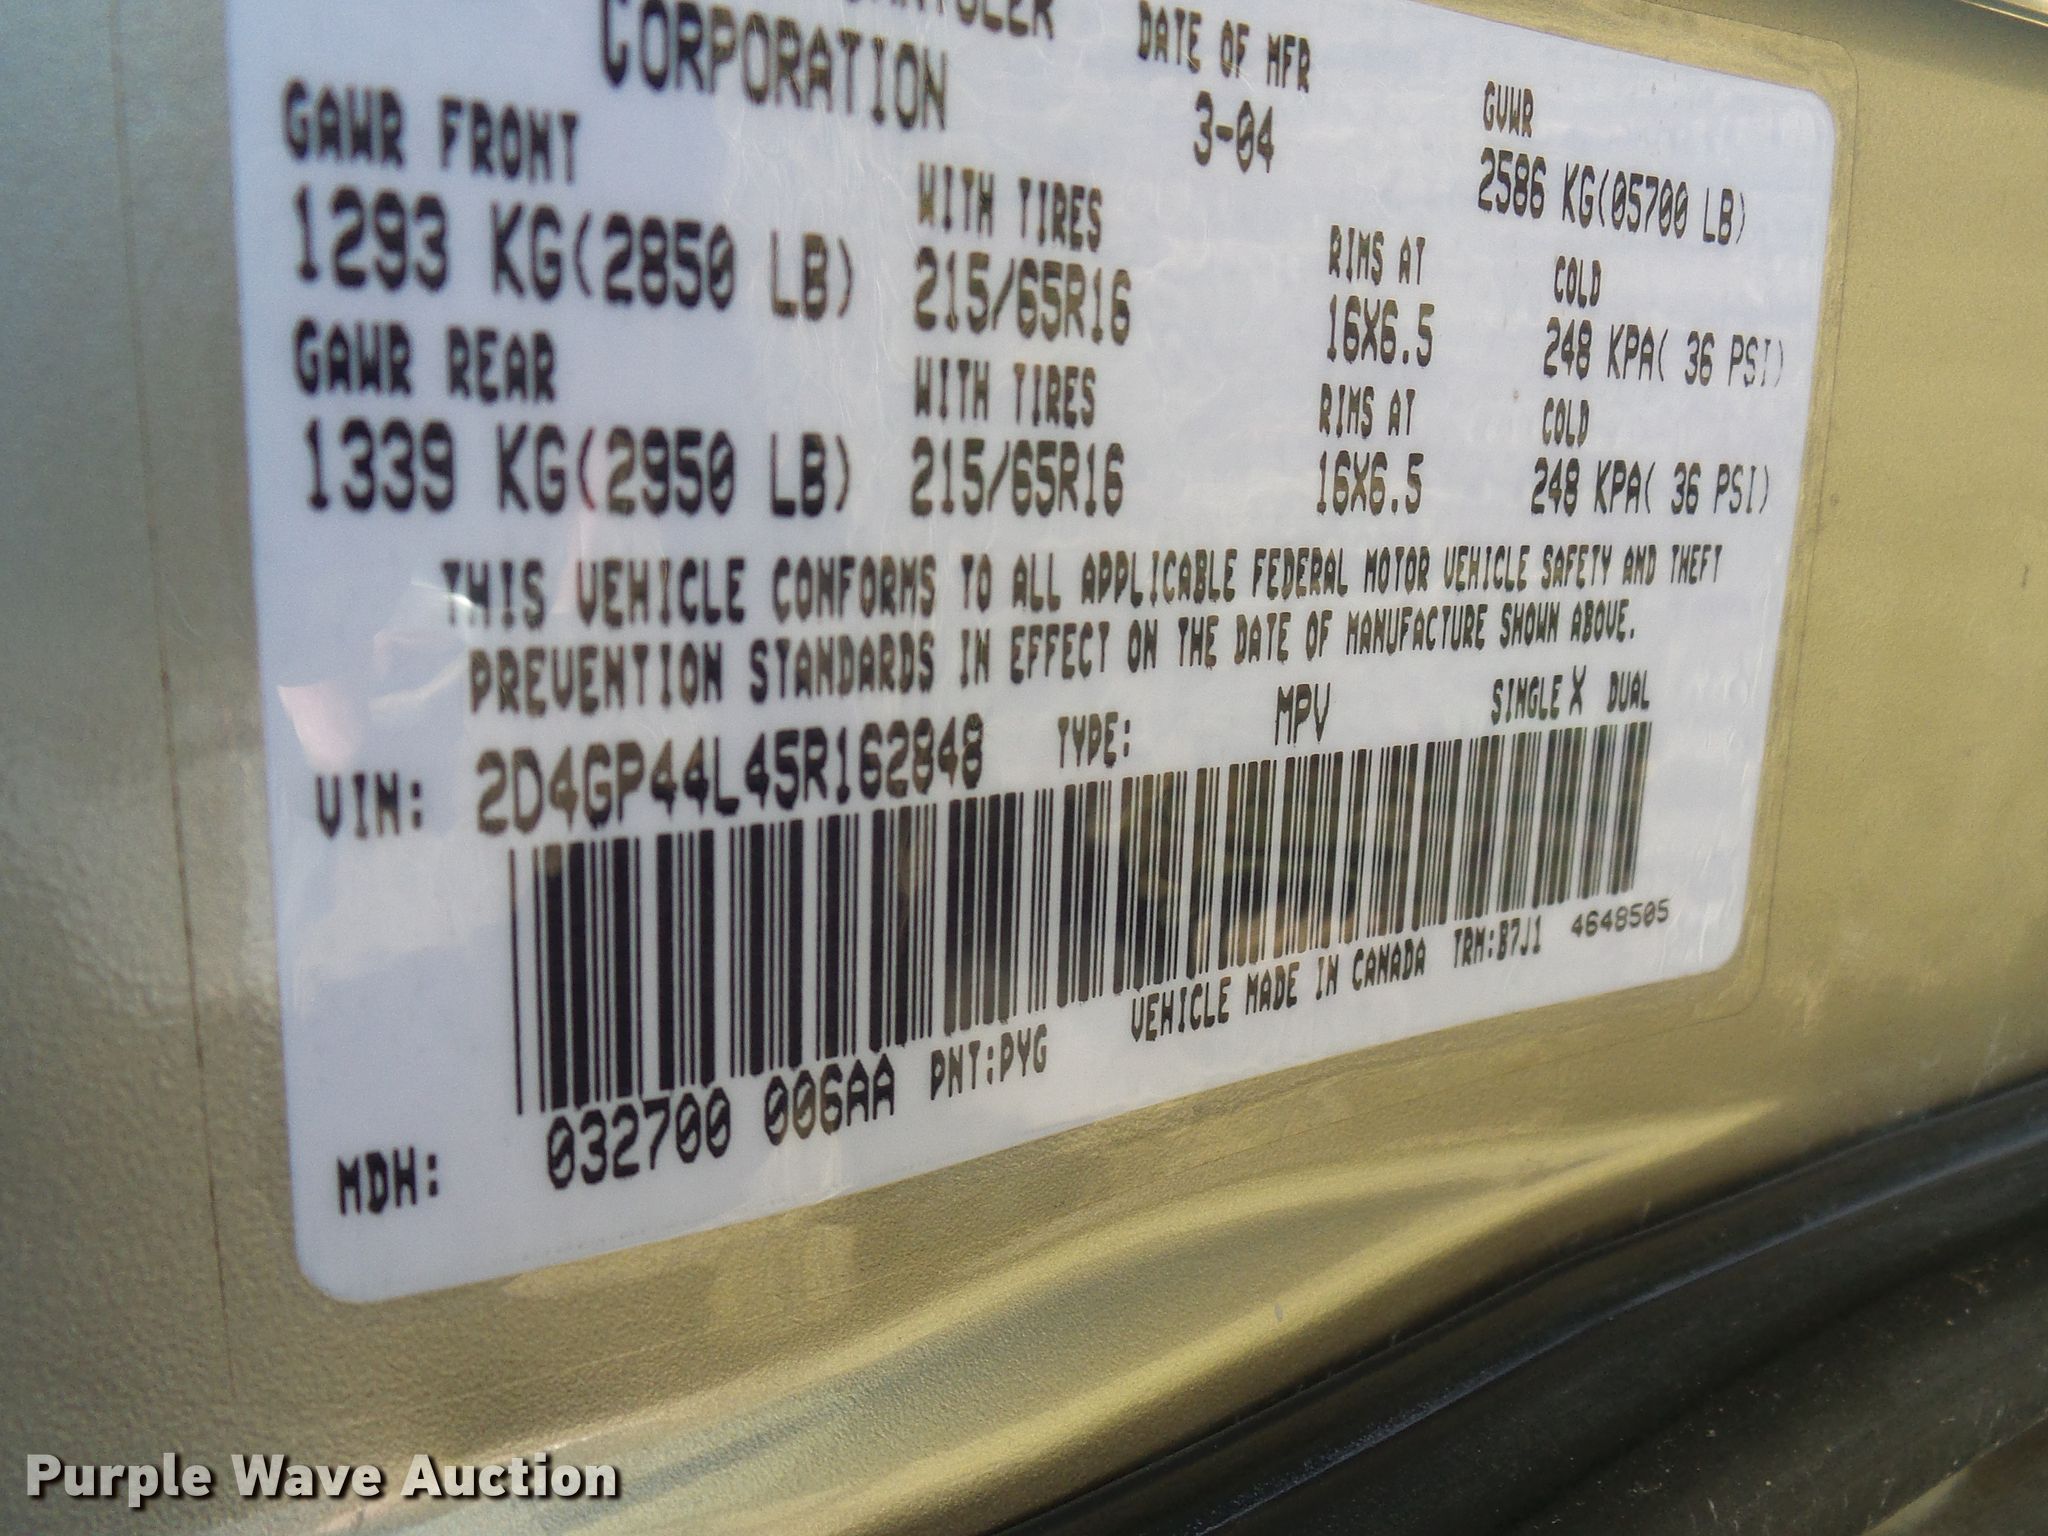 CORPORATION
DATE OF MFR
3-04
GVWR
2586 KG(05700 LB)
GAWR FRONT WITH TIRES RIMS AT COLD
1293 KG(2850 LB) 215/65R16 16X6.5 248 KPA( 36 PSI)
GAWR REAR WITH TIRES RIMS AT COLD
1339 KG(2950 LB) 215/65R16 16X6.5 248 KPA( 36 PSI)
THIS VEHICLE CONFORMS TO ALL APPLICABLE FEDERAL MOTOR VEHICLE SAFETY AND THEFT
PREVENTION STANDARDS IN EFFECT ON THE DATE OF MANUFACTURE SHOWN ABOVE.
VIN: 2D4GP44L45R162848 TYPE: MPV SINGLE X DUAL
MDH: 032700 006AA PNT:PYG VEHICLE MADE IN CANADA TRM:B7J1 4648505
Purple Wave Auction